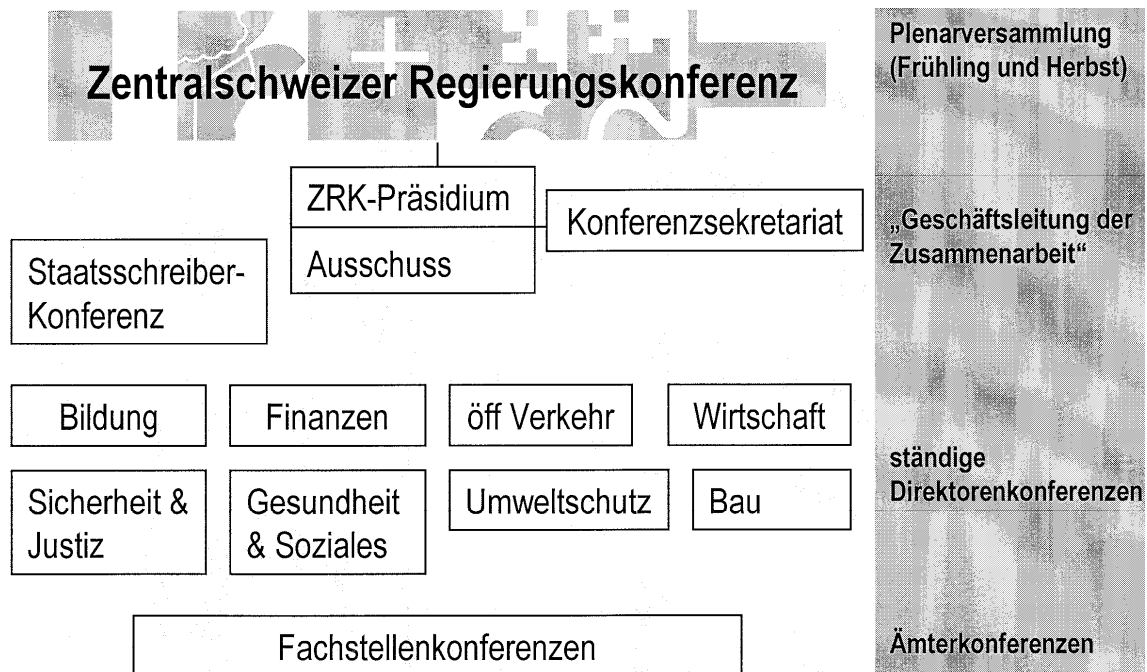 Zentralschweizer Regierungskonferenz
ZRK-Präsidium
Ausschuss
Konferenzsekretariat
Staatsschreiber-
Konferenz
Bildung
Finanzen
öff Verkehr
Wirtschaft
Sicherheit &
Justiz
Gesundheit
& Soziales
Umweltschutz
Bau
Fachstellenkonferenzen
Plenarversammlung
(Frühling und Herbst)
„Geschäftsleitung der
Zusammenarbeit“
ständige
Direktorenkonferenzen
Ämterkonferenzen